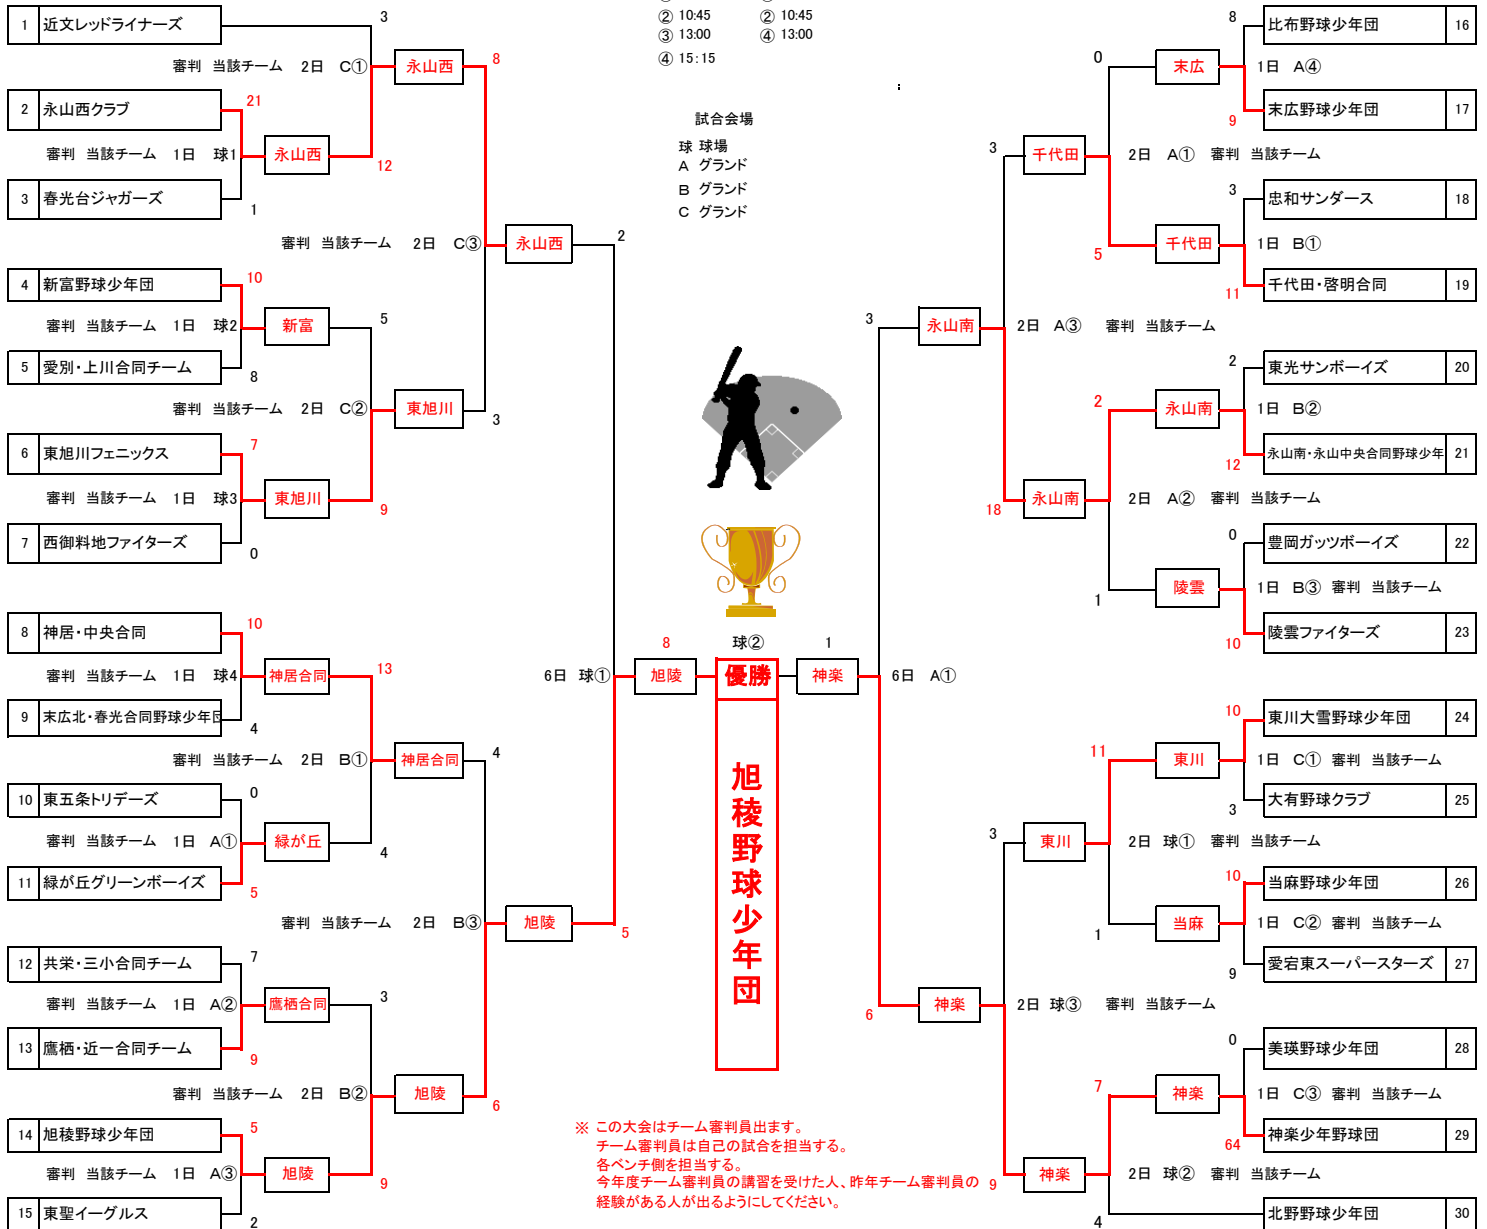 ② 10:45 ② 10:45
③ 13:00 ④ 13:00
④ 15:15
試合会場
球 球場
A グランド
B グランド
C グランド
1 近文レッドライナーズ 3
審判 当該チーム 2日 C① 永山西 8
2 永山西クラブ 21
審判 当該チーム 1日 球1 永山西 12
3 春光台ジャガーズ 1
審判 当該チーム 2日 C③ 永山西 2
4 新富野球少年団 10
審判 当該チーム 1日 球2 新富 5
5 愛別・上川合同チーム 8
審判 当該チーム 2日 C② 東旭川 3
6 東旭川フェニックス 7
審判 当該チーム 1日 球3 東旭川 9
7 西御料地ファイターズ 0
8 神居・中央合同 10
審判 当該チーム 1日 球4 神居合同 13
9 末広北・春光合同野球少年団 4
審判 当該チーム 2日 B① 神居合同 4
10 東五条トリデーズ 0
審判 当該チーム 1日 A① 緑が丘 4
11 緑が丘グリーンボーイズ 5
審判 当該チーム 2日 B③ 旭陵 5
12 共栄・三小合同チーム 7
審判 当該チーム 1日 A② 鷹栖合同 3
13 鷹栖・近一合同チーム 9
審判 当該チーム 2日 B② 旭陵 6
14 旭稜野球少年団 5
審判 当該チーム 1日 A③ 旭陵 9
15 東聖イーグルス 2
6日 球① 旭陵 8
球②
優勝
旭稜野球少年団
1 神楽 6日 A①
8 比布野球少年団 16
0 末広 1日 A④
9 末広野球少年団 17
3 千代田 2日 A① 審判 当該チーム
3 忠和サンダース 18
5 千代田 1日 B①
11 千代田・啓明合同 19
3 永山南 2日 A③ 審判 当該チーム
2 東光サンボーイズ 20
2 永山南 1日 B②
12 永山南・永山中央合同野球少年 21
18 永山南 2日 A② 審判 当該チーム
0 豊岡ガッツボーイズ 22
1 陵雲 1日 B③ 審判 当該チーム
10 陵雲ファイターズ 23
10 東川大雪野球少年団 24
11 東川 1日 C① 審判 当該チーム
3 大有野球クラブ 25
3 東川 2日 球① 審判 当該チーム
10 当麻野球少年団 26
1 当麻 1日 C② 審判 当該チーム
9 愛宕東スーパースターズ 27
6 神楽 2日 球③ 審判 当該チーム
0 美瑛野球少年団 28
7 神楽 1日 C③ 審判 当該チーム
64 神楽少年野球団 29
9 神楽 2日 球② 審判 当該チーム
4 北野野球少年団 30
※ この大会はチーム審判員出ます。
チーム審判員は自己の試合を担当する。
各ベンチ側を担当する。
今年度チーム審判員の講習を受けた人、昨年チーム審判員の
経験がある人が出るようにしてください。